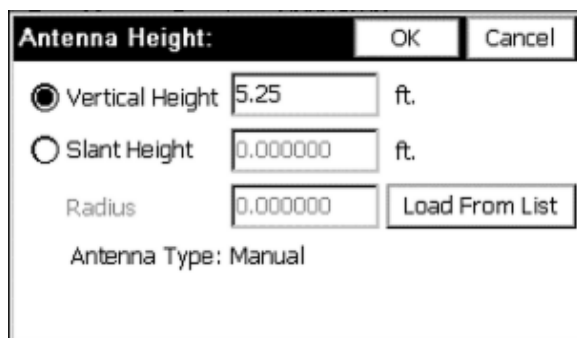 Antenna Height: OK Cancel
Vertical Height 5.25 ft.
Slant Height 0.000000 ft.
Radius 0.000000 Load From List
Antenna Type: Manual